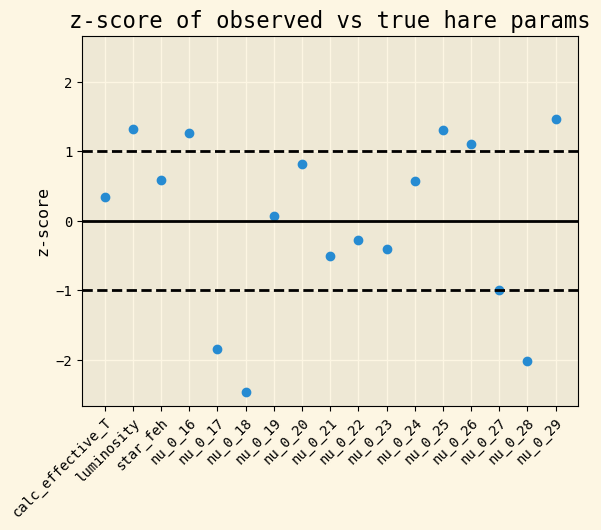 z-score of observed vs true hare params
z-score
2
1
0
−1
−2
calc_effective_T
luminosity
star_feh
nu_0_16
nu_0_17
nu_0_18
nu_0_19
nu_0_20
nu_0_21
nu_0_22
nu_0_23
nu_0_24
nu_0_25
nu_0_26
nu_0_27
nu_0_28
nu_0_29